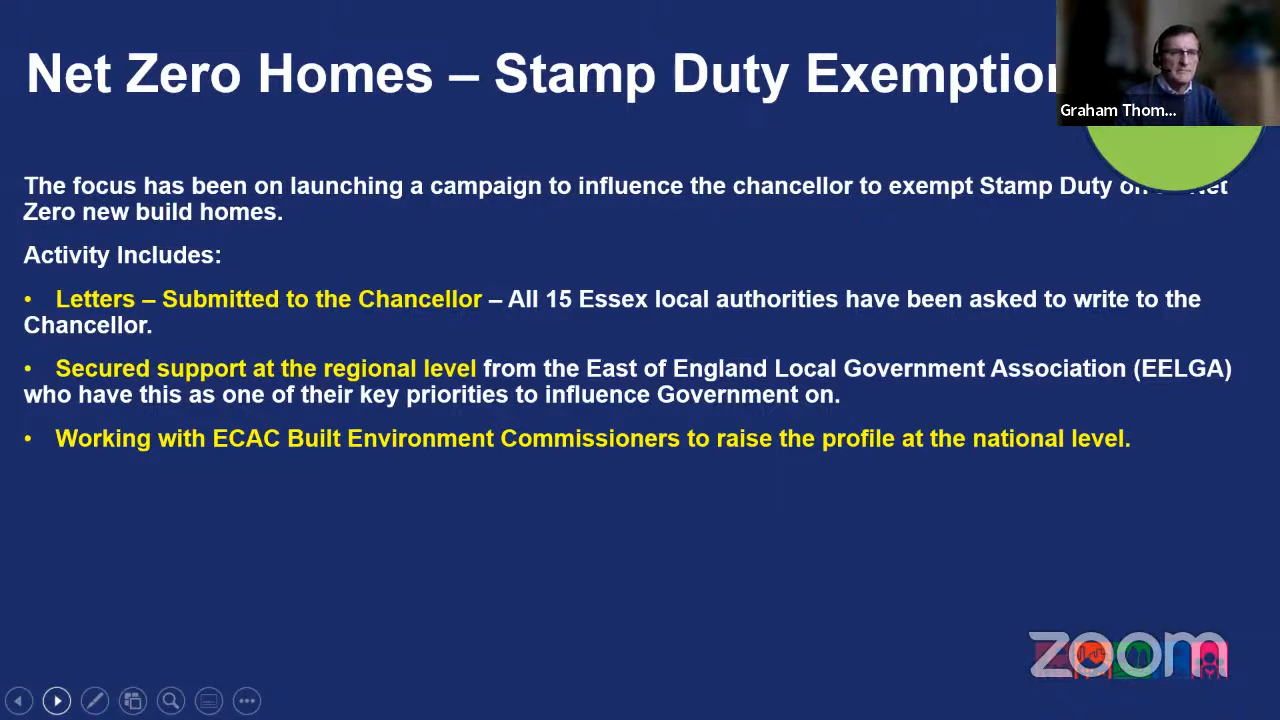 Net Zero Homes – Stamp Duty Exemption
Graham Thom...
The focus has been on launching a campaign to influence the chancellor to exempt Stamp Duty on Net
Zero new build homes.
Activity Includes:
• Letters – Submitted to the Chancellor – All 15 Essex local authorities have been asked to write to the
Chancellor.
• Secured support at the regional level from the East of England Local Government Association (EELGA)
who have this as one of their key priorities to influence Government on.
• Working with ECAC Built Environment Commissioners to raise the profile at the national level.
zoom